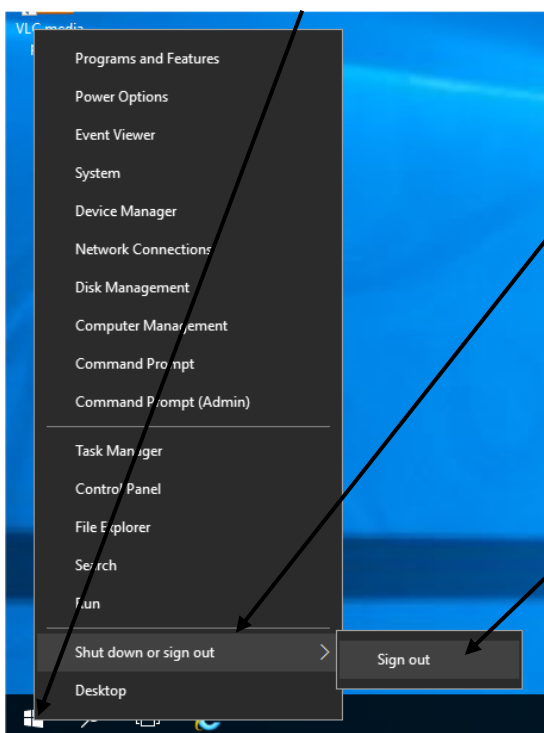 VLC media
Programs and Features
Power Options
Event Viewer
System
Device Manager
Network Connections
Disk Management
Computer Management
Command Prompt
Command Prompt (Admin)
Task Manager
Control Panel
File Explorer
Search
Run
Shut down or sign out
Sign out
Desktop